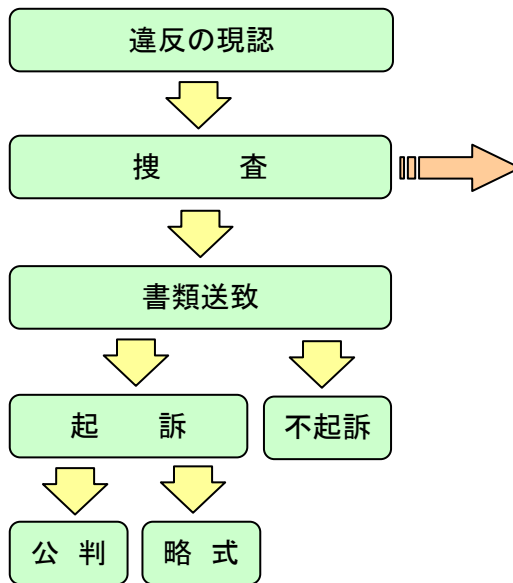 違反の現認
捜　査
書類送致
起　訴
不起訴
公 判
略 式